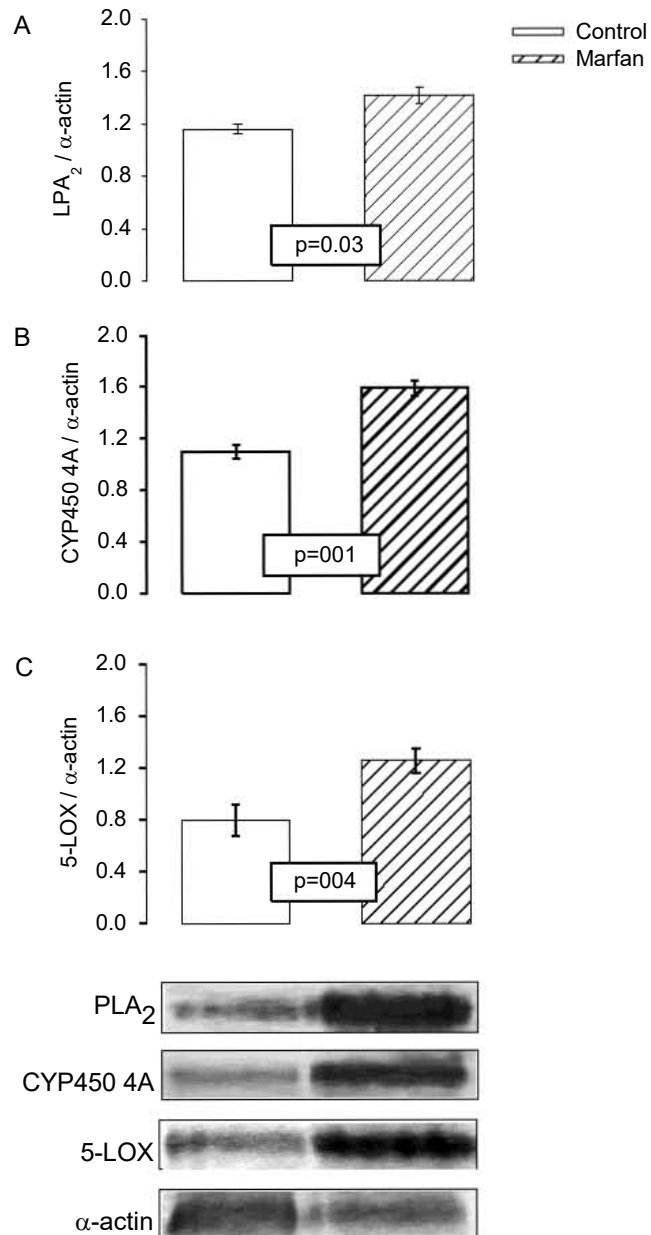 A
2.0
1.6
1.2
0.8
0.4
0.0
LPA2 / α-actin
p=0.03
Control
Marfan
B
2.0
1.6
1.2
0.8
0.4
0.0
CYP450 4A / α-actin
p=001
C
2.0
1.6
1.2
0.8
0.4
0.0
5-LOX / α-actin
p=004
PLA2
CYP450 4A
5-LOX
α-actin